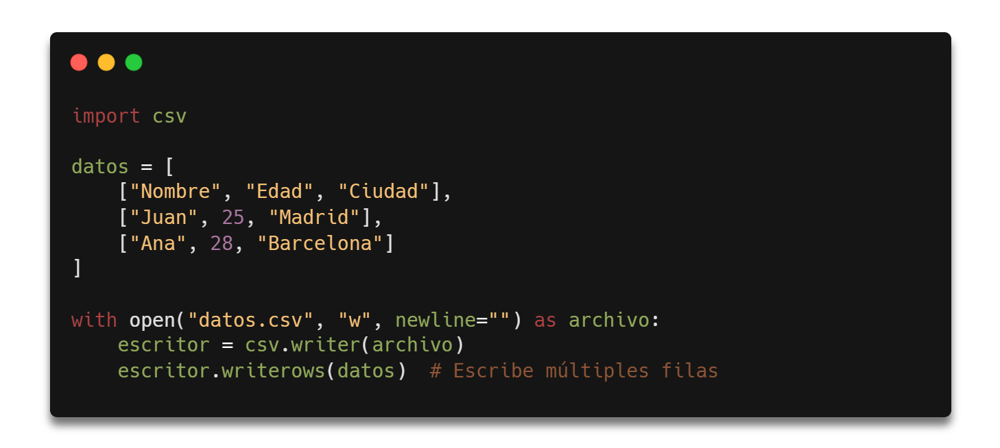 import csv

datos = [
    ["Nombre", "Edad", "Ciudad"],
    ["Juan", 25, "Madrid"],
    ["Ana", 28, "Barcelona"]
]

with open("datos.csv", "w", newline="") as archivo:
    escritor = csv.writer(archivo)
    escritor.writerows(datos)  # Escribe múltiples filas